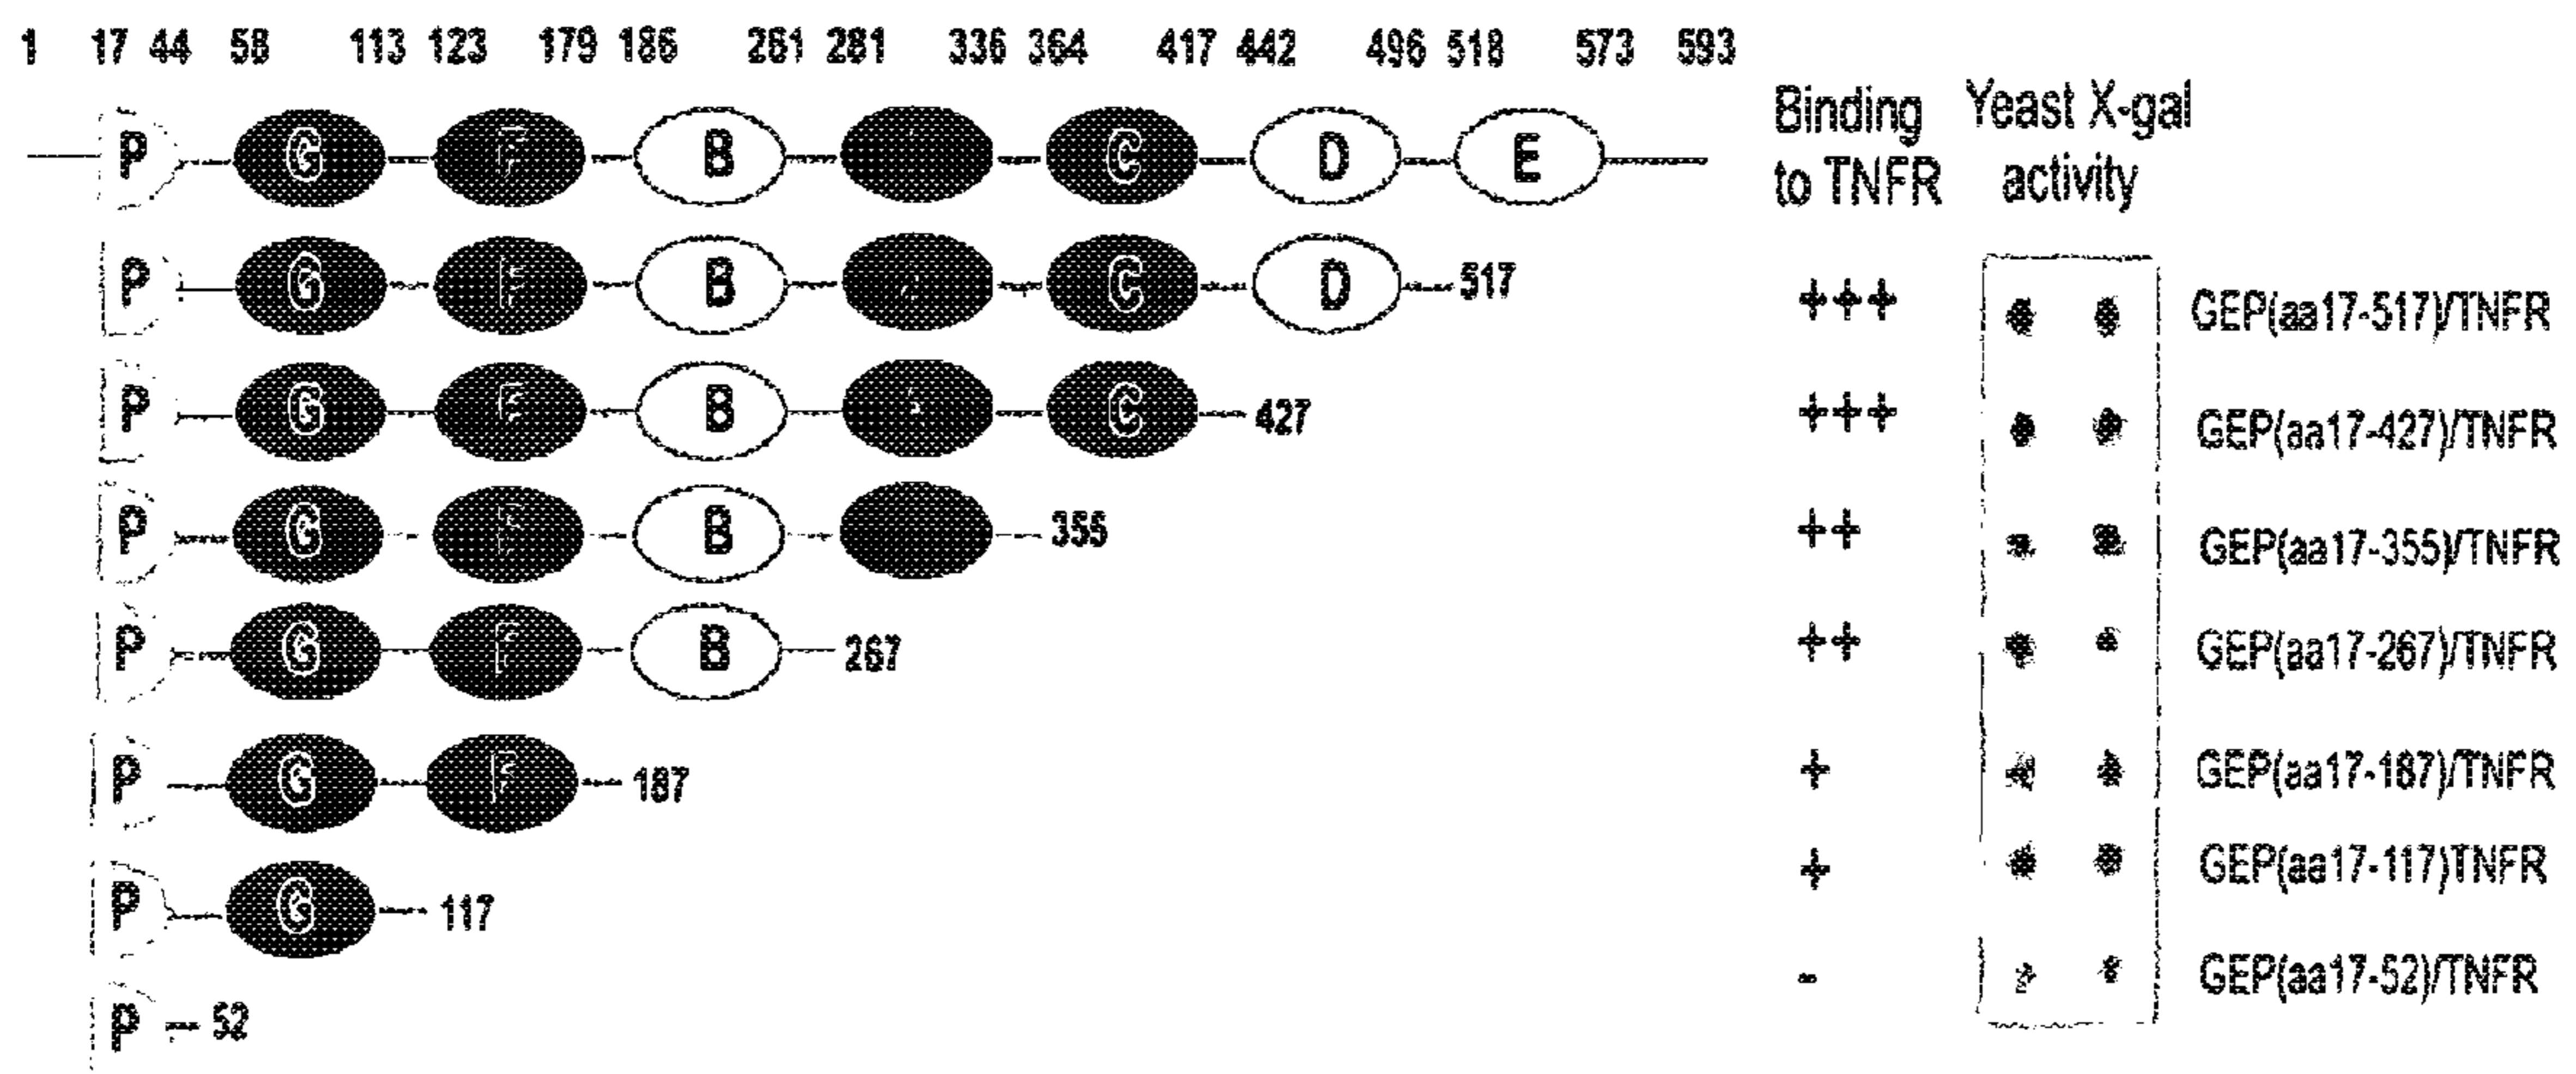 1 17 44 58 113 123 179 186 261 281 336 364 417 442 496 518 573 593
Binding to TNFR
Yeast X-gal activity
P G F B C D E
P G F B C D 517
+++ GEP(aa17-517)/TNFR
P G F B C 427
+++ GEP(aa17-427)/TNFR
P G F B 355
++ GEP(aa17-355)/TNFR
P G F B 267
++ GEP(aa17-267)/TNFR
P G F 187
+ GEP(aa17-187)/TNFR
P G 117
+ GEP(aa17-117)TNFR
P 52
- GEP(aa17-52)/TNFR